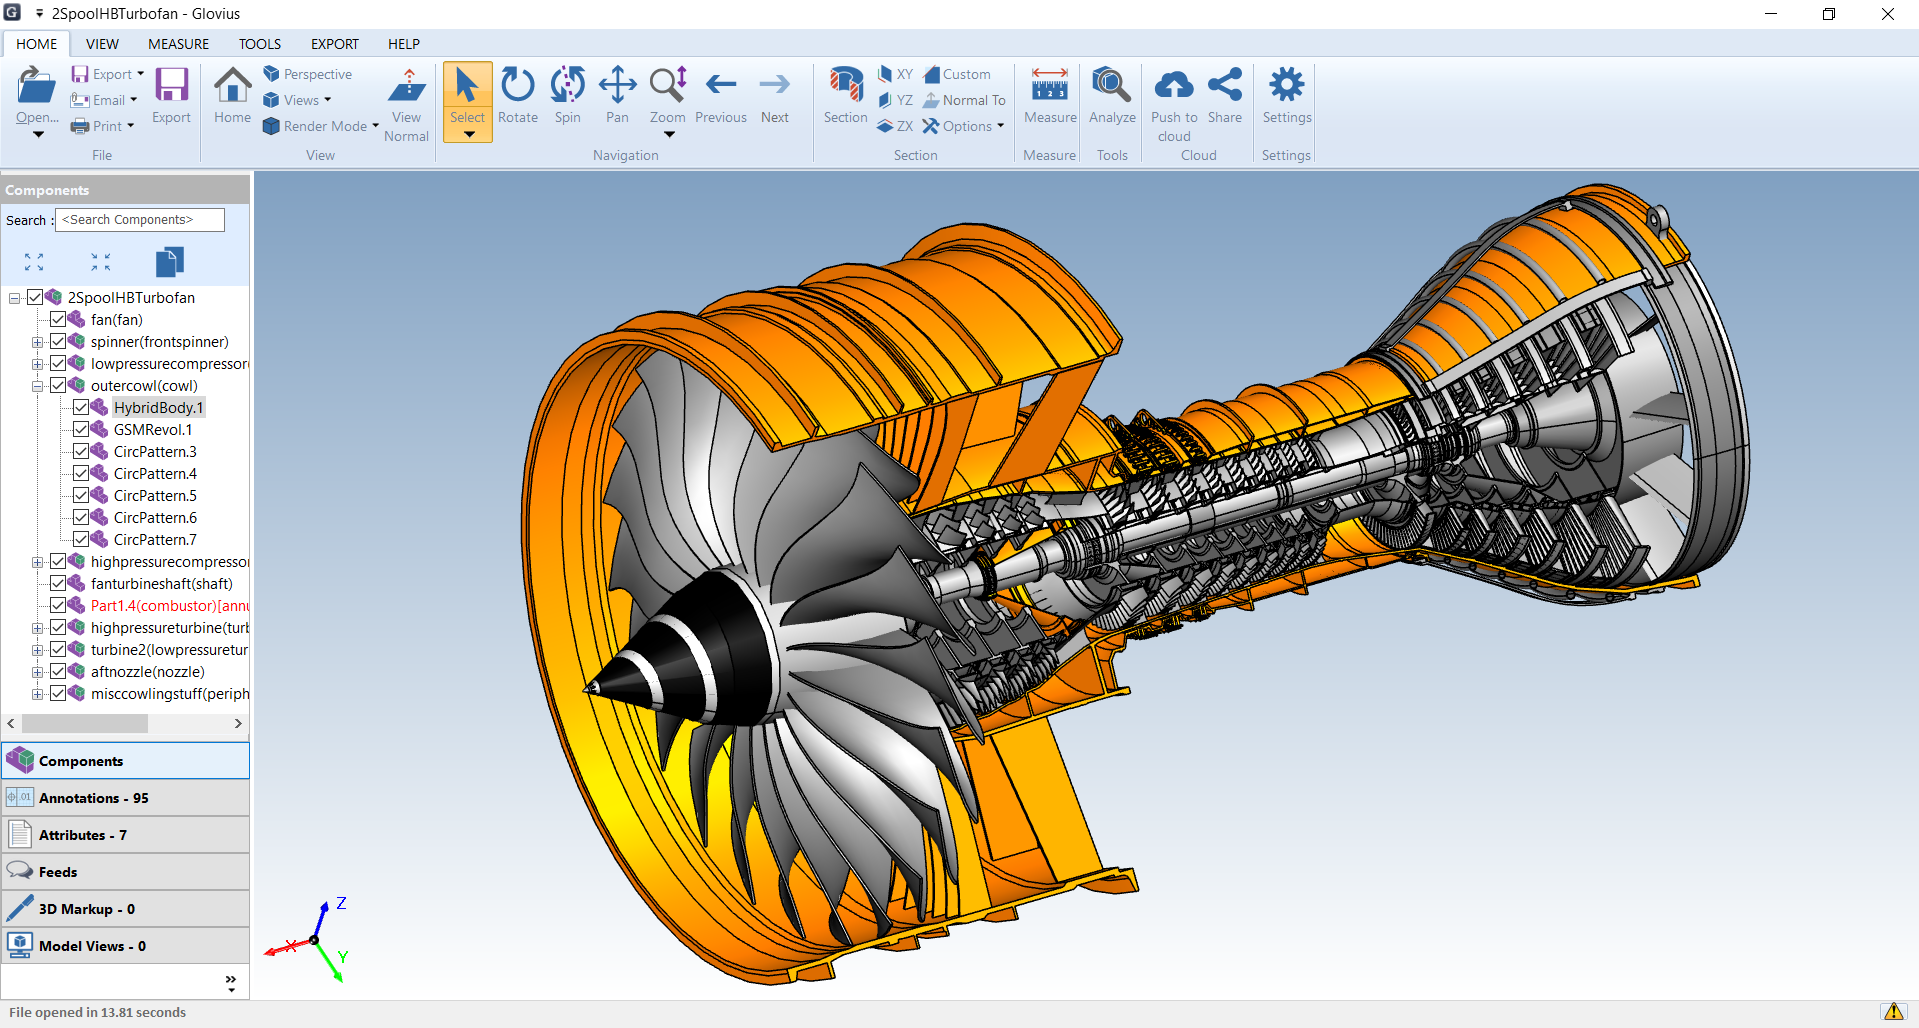 G 2SpoolHBTurbofan - Glovius
HOME VIEW MEASURE TOOLS EXPORT HELP
Open... Export Email Print Export
File
Home Perspective Views Render Mode View Normal
View
Select Rotate Spin Pan Zoom Previous Next
Navigation
Section XY YZ ZX Custom Normal To Options
Section
Measure
Measure
Analyze
Tools
Push to cloud Share
Cloud
Settings
Settings
Components
Search : <Search Components>
2SpoolHBTurbofan
fan(fan)
spinner(frontspinner)
lowpressurecompressor(
outercowl(cowl)
HybridBody.1
GSMRevol.1
CircPattern.3
CircPattern.4
CircPattern.5
CircPattern.6
CircPattern.7
highpressurecompressor
fanturbineshaft(shaft)
Part1.4(combustor)[annu
highpressureturbine(turb
turbine2(lowpressuretur
aftnozzle(nozzle)
misccowlingstuff(periph
Components
.01 Annotations - 95
Attributes - 7
Feeds
3D Markup - 0
Model Views - 0
Z
X
Y
File opened in 13.81 seconds